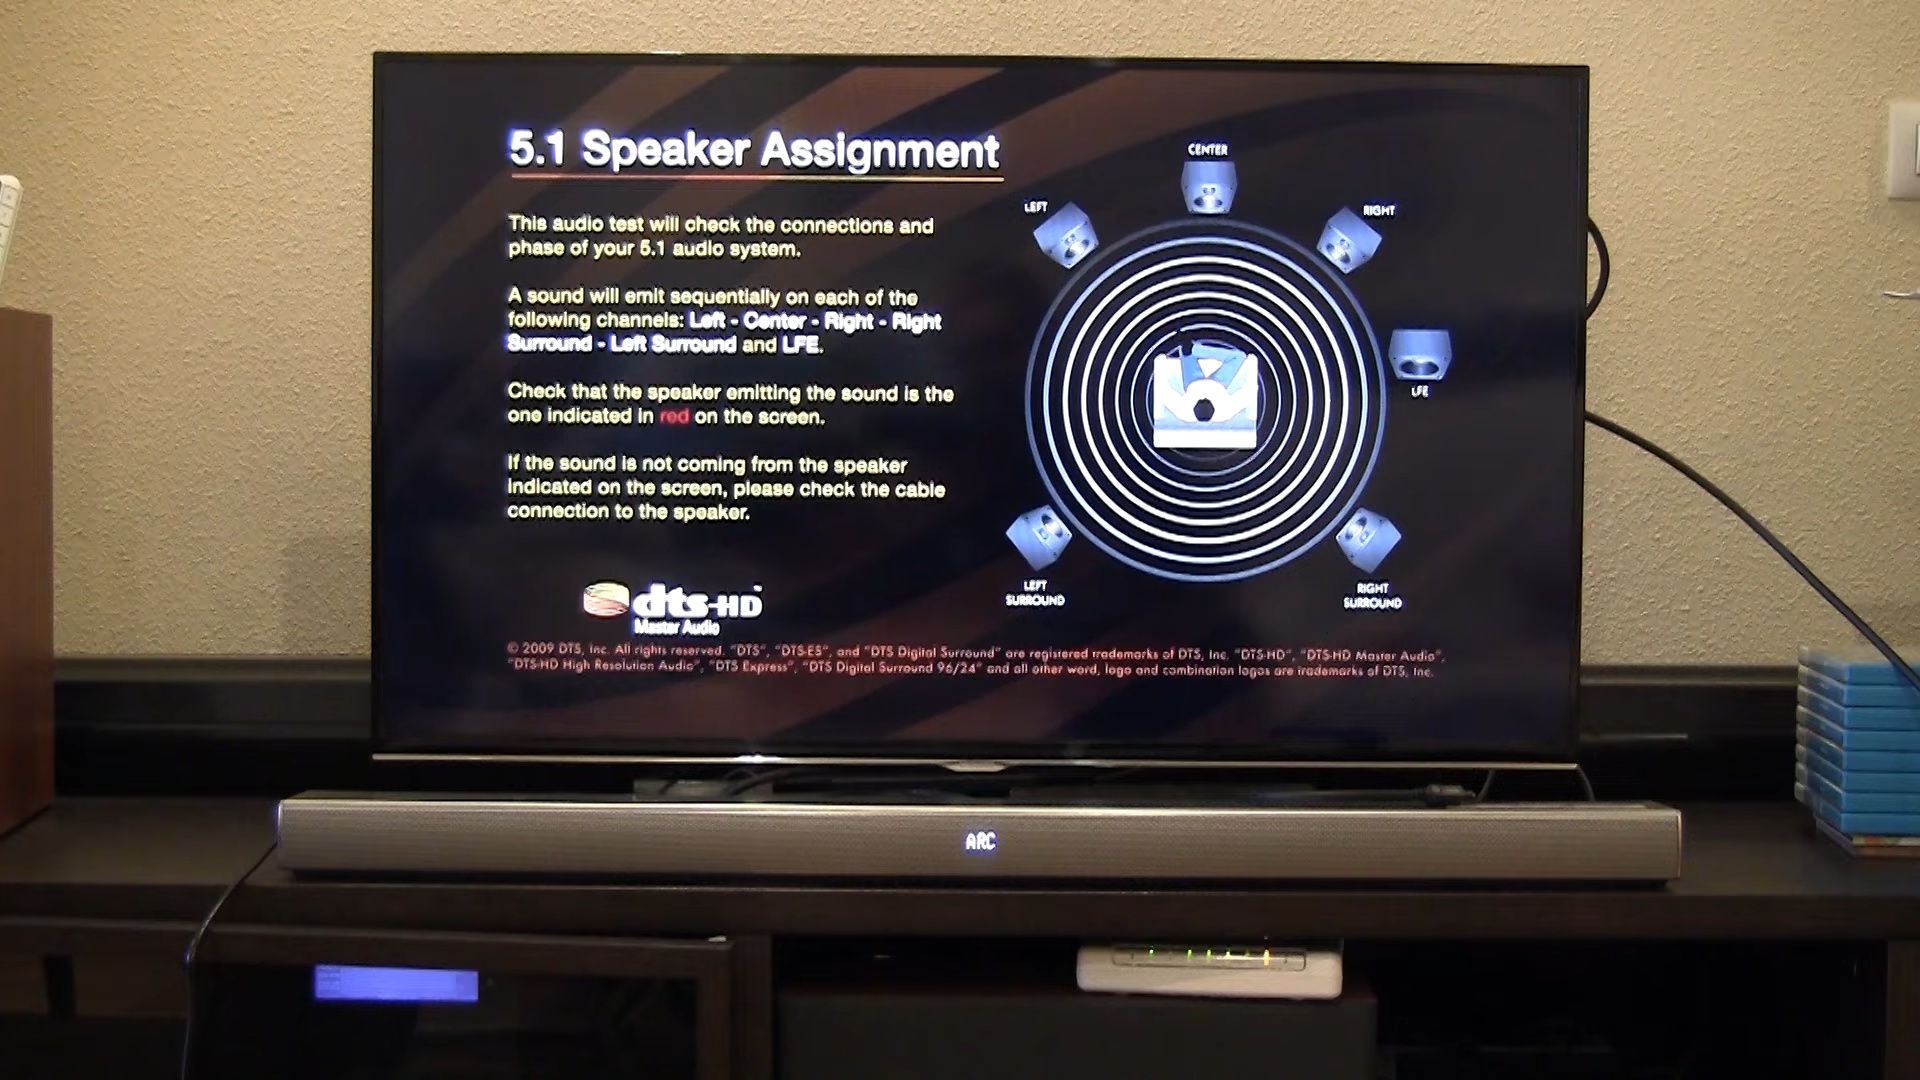 5.1 Speaker Assignment
This audio test will check the connections and
phase of your 5.1 audio system.
A sound will emit sequentially on each of the
following channels: Left - Center - Right - Right
Surround - Left Surround and LFE.
Check that the speaker emitting the sound is the
one indicated in red on the screen.
If the sound is not coming from the speaker
indicated on the screen, please check the cable
connection to the speaker.
CENTER
LEFT
RIGHT
LFE
LEFT
SURROUND
RIGHT
SURROUND
dts-HD™
Master Audio
© 2009 DTS, Inc. All rights reserved. "DTS", "DTS-ES", and "DTS Digital Surround" are registered trademarks of DTS, Inc. "DTS-HD", "DTS-HD Master Audio",
"DTS-HD High Resolution Audio", "DTS Express", "DTS Digital Surround 96/24" and all other word, logo and combination logos are trademarks of DTS, Inc.
ARC